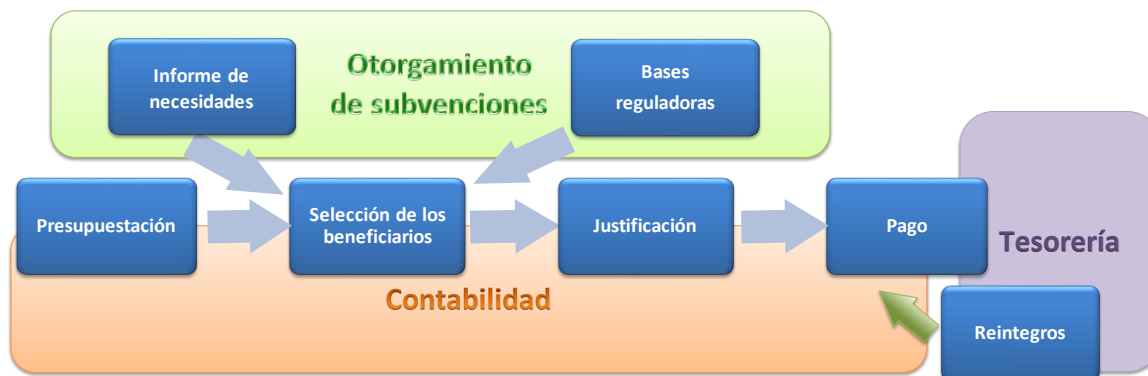 Informe de
necesidades
Otorgamiento
de subvenciones
Bases
reguladoras
Presupuestación
Selección de los
beneficiarios
Justificación
Pago
Tesorería
Contabilidad
Reintegros